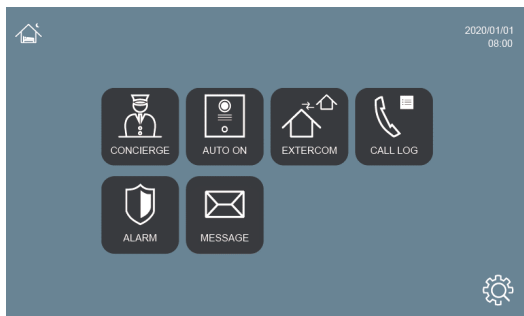 2020/01/01
08:00
CONCIERGE
AUTO ON
EXTERCOM
CALL LOG
ALARM
MESSAGE